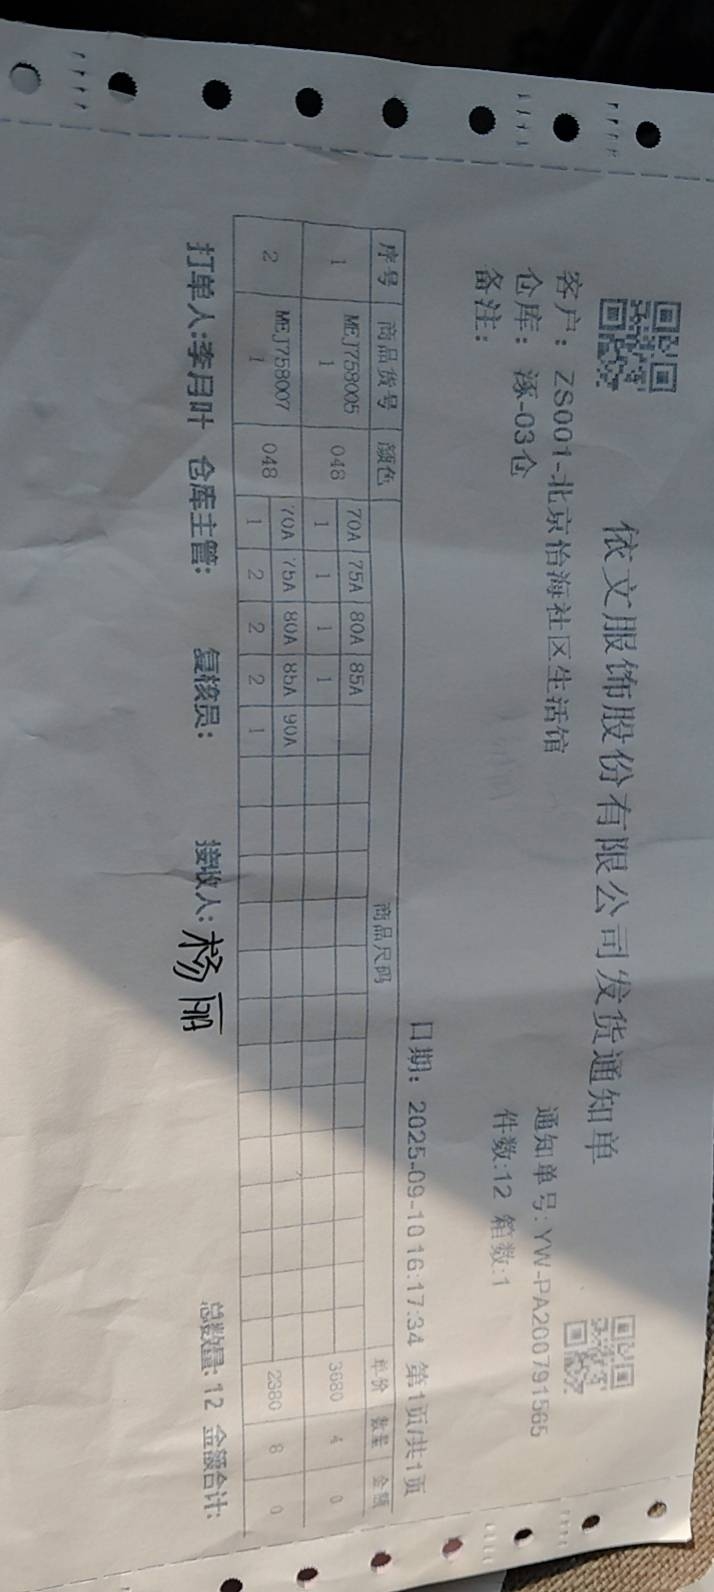 依文服饰股份有限公司发货通知单
客户: ZS001-北京怡海社区生活馆 通知单号: YW-PA200791565
仓库: 涿-03仓 件数:12 箱数:1
备注:
日期: 2025-09-10 16:17:34 第1页/共1页
序号 商品货号 颜色 商品尺码 单价 数量 金额
1 MEJ758005 1 048 70A 75A 80A 85A 3680 4 0
1 1 1 1
2 MEJ758007 1 048 70A 75A 80A 85A 90A 2380 8 0
1 2 2 2 1
打单人:李月叶 仓库主管: 复核员: 接收人: 杨丽 总数量: 12 金额合计: